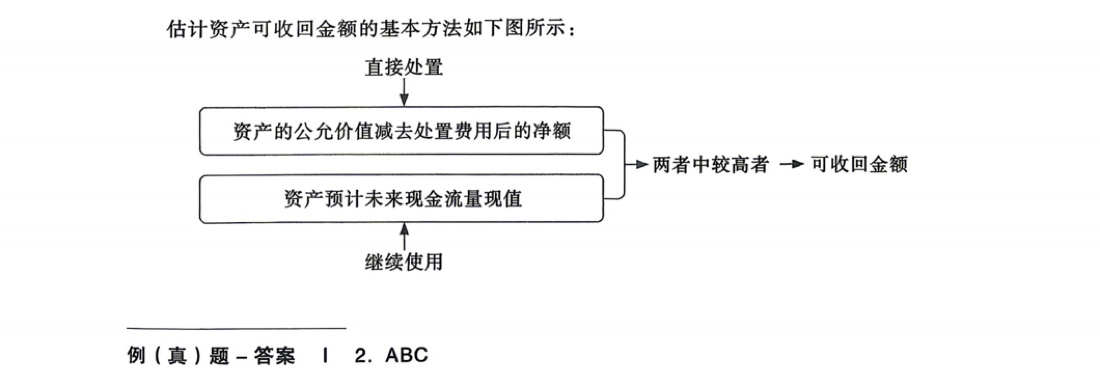 估计资产可收回金额的基本方法如下图所示：
直接处置
资产的公允价值减去处置费用后的净额
两者中较高者
可收回金额
资产预计未来现金流量现值
继续使用
例（真）题－答案 | 2. ABC